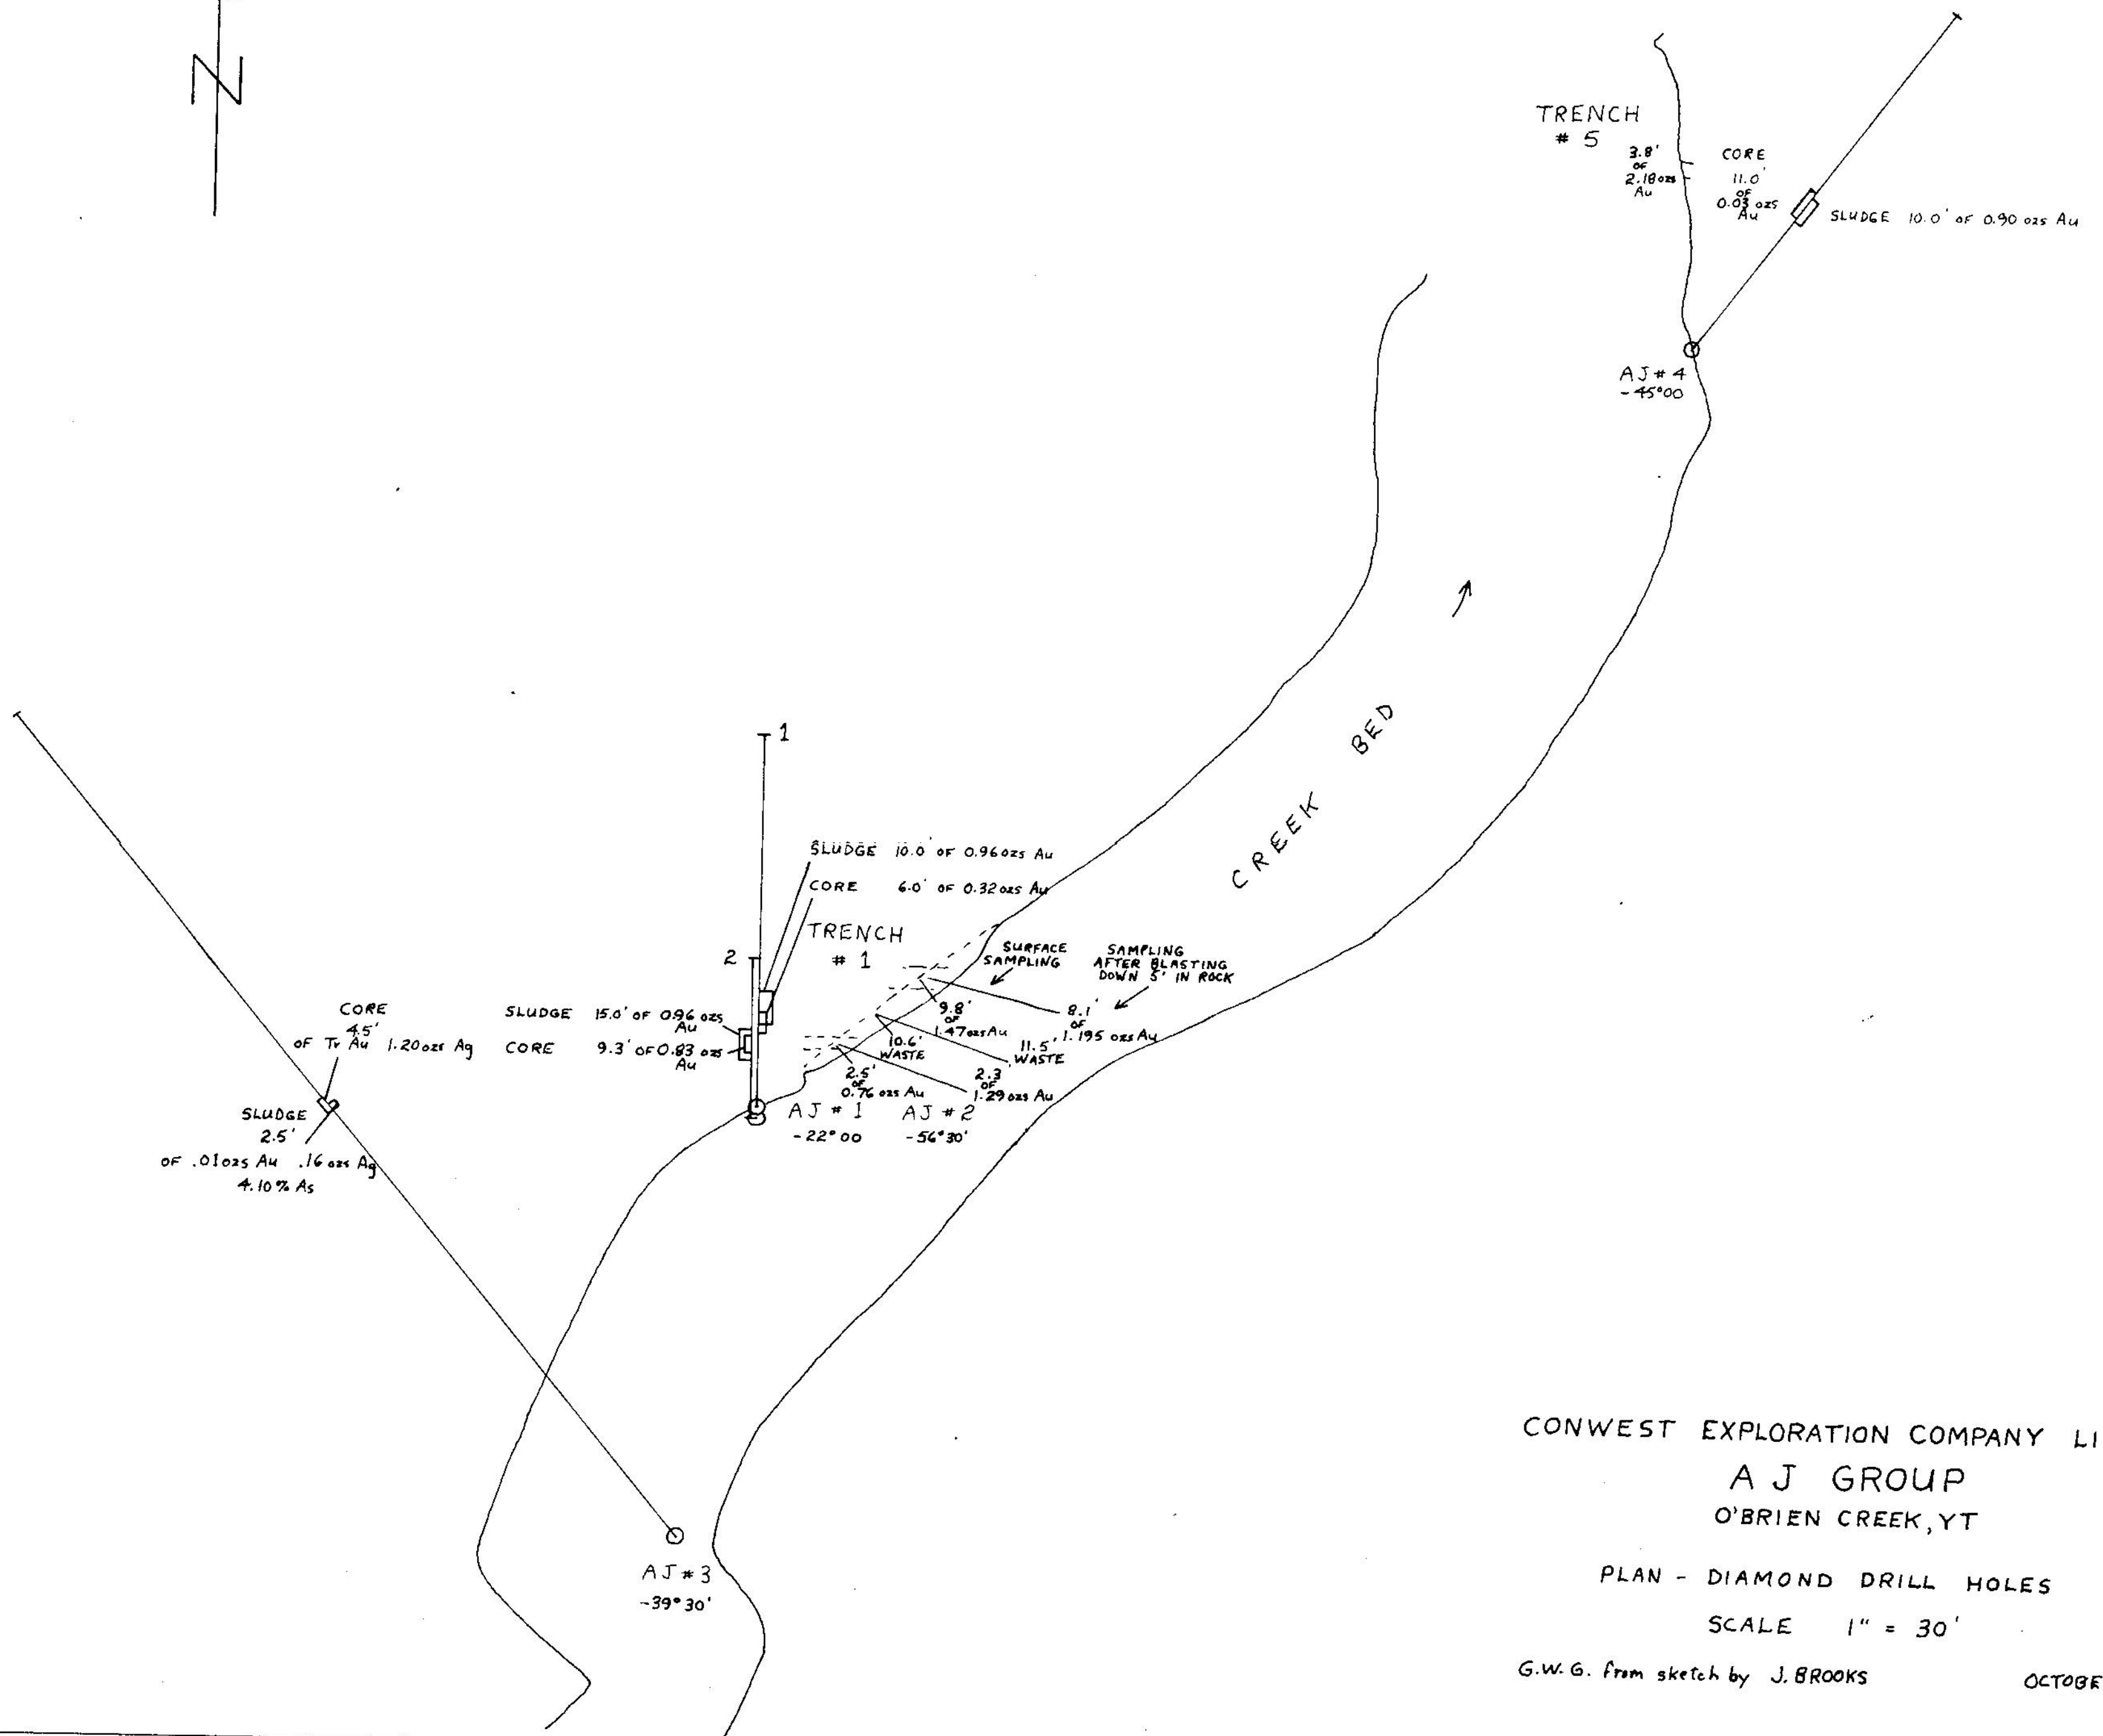 N
TRENCH
# 5
3.8'
OF
2.18 ozs
Au
CORE
11.0'
OF
0.03 ozs
Au
SLUDGE 10.0' OF 0.90 ozs Au
AJ # 4
-45°00
CREEK BED
1
SLUDGE 10.0' OF 0.96 ozs Au
CORE 6.0' OF 0.32 ozs Au
TRENCH
# 1
2
SURFACE
SAMPLING
SAMPLING
AFTER BLASTING
DOWN 5' IN ROCK
9.8'
OF
1.47 ozs Au
8.1'
OF
1.195 ozs Au
10.6'
WASTE
11.5'
WASTE
2.5'
OF
0.76 ozs Au
2.3'
OF
1.29 ozs Au
SLUDGE 15.0' OF 0.96 ozs
Au
CORE 9.3' OF 0.83 ozs
Au
CORE
4.5'
OF Tr Au 1.20 ozs Ag
SLUDGE
2.5'
OF .01 ozs Au .16 ozs Ag
4.10% As
AJ # 1 AJ # 2
-22°00 -56°30'
AJ # 3
-39°30'
CONWEST EXPLORATION COMPANY LI
A J GROUP
O'BRIEN CREEK, YT
PLAN - DIAMOND DRILL HOLES
SCALE 1" = 30'
G.W.G. from sketch by J. BROOKS OCTOBE